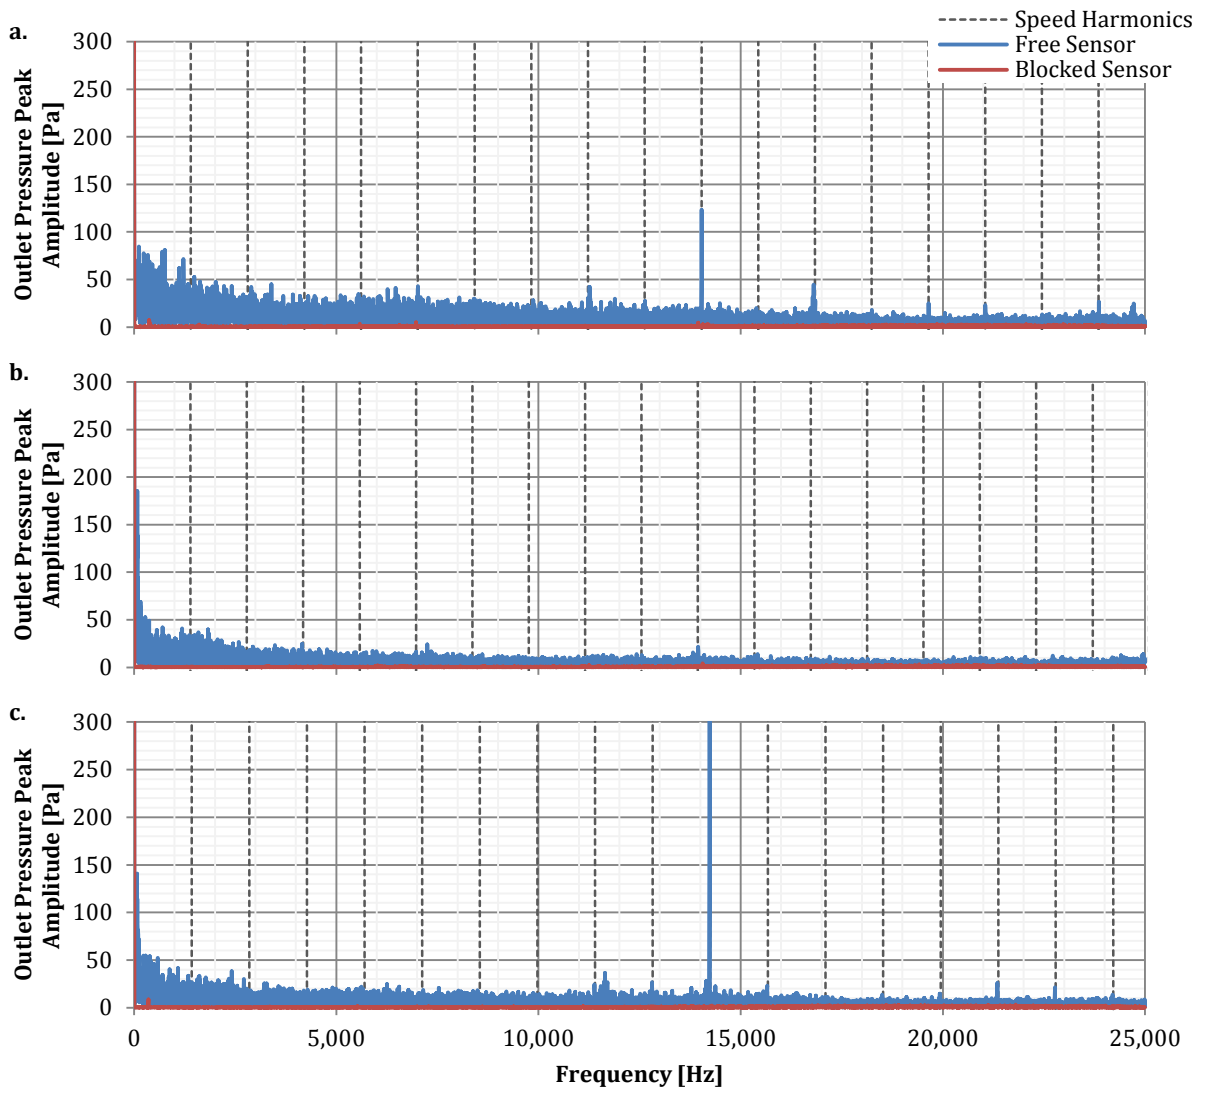 Speed Harmonics
Free Sensor
Blocked Sensor
a.
Outlet Pressure Peak
Amplitude [Pa]
300
250
200
150
100
50
0
b.
Outlet Pressure Peak
Amplitude [Pa]
300
250
200
150
100
50
0
c.
Outlet Pressure Peak
Amplitude [Pa]
300
250
200
150
100
50
0
0 5,000 10,000 15,000 20,000 25,000
Frequency [Hz]